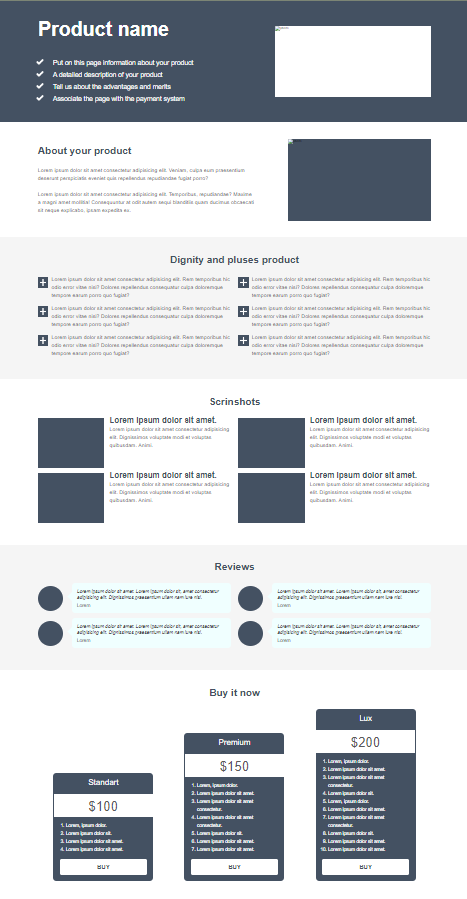 Product name
Put on this page information about your product
A detailed description of your product
Tell us about the advantages and merits
Associate the page with the payment system
About your product
Lorem ipsum dolor sit amet consectetur adipisicing elit. Veniam, culpa eum praesentium
deserunt perspiciatis eveniet quis repellendus repudiandae fugiat porro?
Lorem ipsum dolor sit amet consectetur adipisicing elit. Temporibus, repudiandae? Maxime
a magni amet mollitia! Consequuntur at odit autem sequi blanditiis quam ducimus obcaecati
sit neque explicabo, ipsam expedita ex.
Dignity and pluses product
Lorem ipsum dolor sit amet consectetur adipisicing elit. Rem temporibus hic
odio error vitae nisi? Dolores repellendus consequatur culpa doloremque
tempore earum porro quo fugiat?
Lorem ipsum dolor sit amet consectetur adipisicing elit. Rem temporibus hic
odio error vitae nisi? Dolores repellendus consequatur culpa doloremque
tempore earum porro quo fugiat?
Lorem ipsum dolor sit amet consectetur adipisicing elit. Rem temporibus hic
odio error vitae nisi? Dolores repellendus consequatur culpa doloremque
tempore earum porro quo fugiat?
Lorem ipsum dolor sit amet consectetur adipisicing elit. Rem temporibus hic
odio error vitae nisi? Dolores repellendus consequatur culpa doloremque
tempore earum porro quo fugiat?
Lorem ipsum dolor sit amet consectetur adipisicing elit. Rem temporibus hic
odio error vitae nisi? Dolores repellendus consequatur culpa doloremque
tempore earum porro quo fugiat?
Lorem ipsum dolor sit amet consectetur adipisicing elit. Rem temporibus hic
odio error vitae nisi? Dolores repellendus consequatur culpa doloremque
tempore earum porro quo fugiat?
Scrinshots
Lorem ipsum dolor sit amet.
Lorem ipsum dolor sit amet consectetur adipisicing
elit. Dignissimos voluptate modi et voluptas
quibusdam. Animi.
Lorem ipsum dolor sit amet.
Lorem ipsum dolor sit amet consectetur adipisicing
elit. Dignissimos voluptate modi et voluptas
quibusdam. Animi.
Lorem ipsum dolor sit amet.
Lorem ipsum dolor sit amet consectetur adipisicing
elit. Dignissimos voluptate modi et voluptas
quibusdam. Animi.
Lorem ipsum dolor sit amet.
Lorem ipsum dolor sit amet consectetur adipisicing
elit. Dignissimos voluptate modi et voluptas
quibusdam. Animi.
Reviews
Lorem ipsum dolor sit amet. Lorem ipsum dolor sit, amet consectetur
adipisicing elit. Dignissimos praesentium ullam nam iure nisi.
Lorem
Lorem ipsum dolor sit amet. Lorem ipsum dolor sit, amet consectetur
adipisicing elit. Dignissimos praesentium ullam nam iure nisi.
Lorem
Lorem ipsum dolor sit amet. Lorem ipsum dolor sit, amet consectetur
adipisicing elit. Dignissimos praesentium ullam nam iure nisi.
Lorem
Lorem ipsum dolor sit amet. Lorem ipsum dolor sit, amet consectetur
adipisicing elit. Dignissimos praesentium ullam nam iure nisi.
Lorem
Buy it now
Standart
$100
1. Lorem, ipsum dolor.
2. Lorem ipsum dolor sit.
3. Lorem ipsum dolor sit amet.
4. Lorem ipsum dolor sit amet.
BUY
Premium
$150
1. Lorem, ipsum dolor.
2. Lorem ipsum dolor sit amet.
3. Lorem ipsum dolor sit amet
consectetur.
4. Lorem ipsum dolor sit amet
consectetur.
5. Lorem ipsum dolor sit.
6. Lorem ipsum dolor sit amet.
7. Lorem ipsum dolor sit amet.
BUY
Lux
$200
1. Lorem, ipsum dolor.
2. Lorem ipsum dolor sit amet.
3. Lorem ipsum dolor sit amet
consectetur.
4. Lorem ipsum dolor sit amet.
5. Lorem, ipsum dolor.
6. Lorem ipsum dolor sit amet.
7. Lorem ipsum dolor sit amet
consectetur.
8. Lorem ipsum dolor sit.
9. Lorem ipsum dolor sit amet.
10. Lorem ipsum dolor sit amet.
BUY